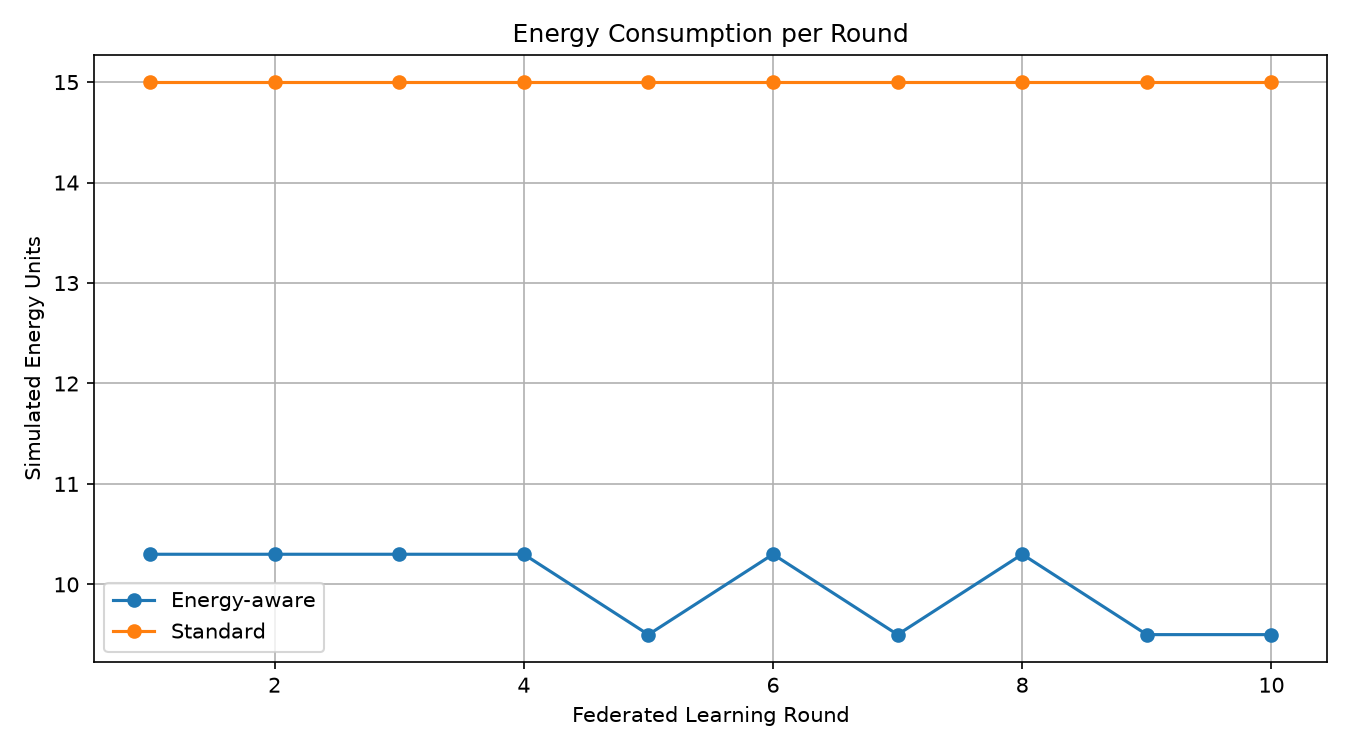 Energy Consumption per Round
Simulated Energy Units
15
14
13
12
11
10
Energy-aware
Standard
2
4
6
8
10
Federated Learning Round